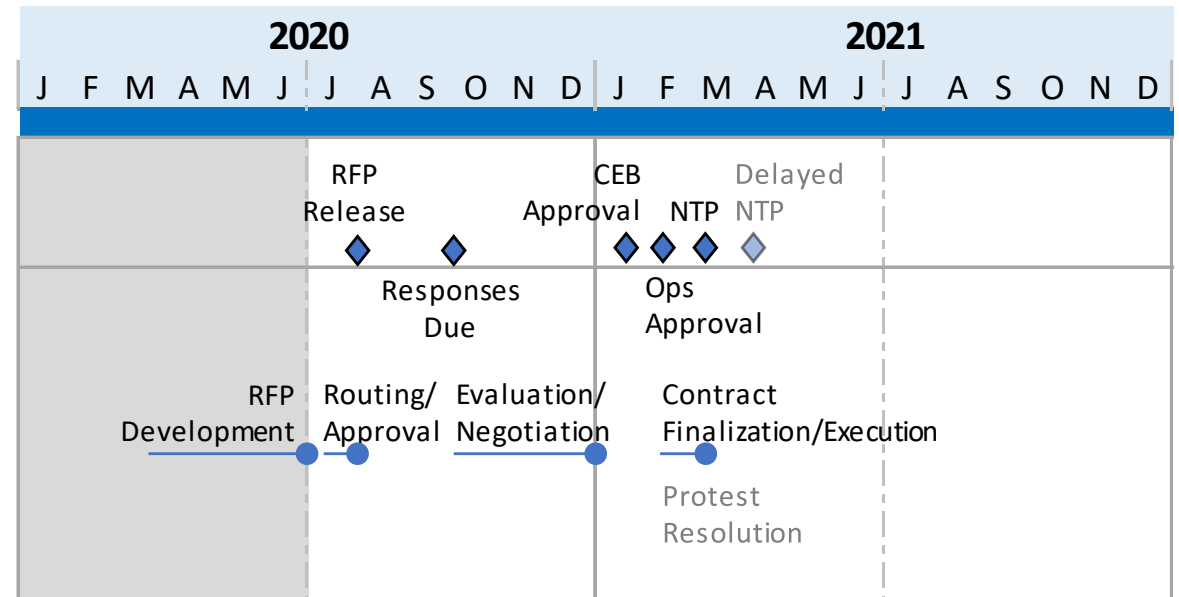 2020 2021
J F M A M J J A S O N D J F M A M J J A S O N D
RFP
Release
CEB
Approval
NTP
Delayed
NTP
Responses
Due
Ops
Approval
RFP
Development
Routing/
Approval
Evaluation/
Negotiation
Contract
Finalization/Execution
Protest
Resolution